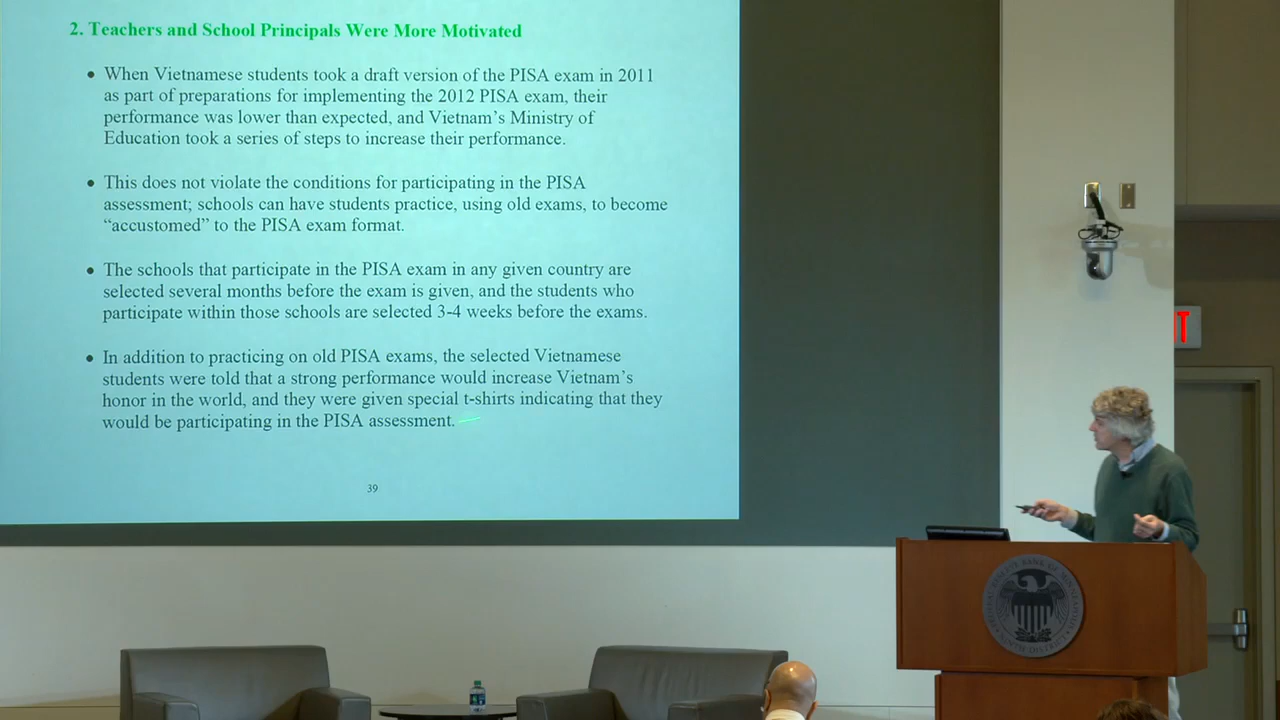 2. Teachers and School Principals Were More Motivated
• When Vietnamese students took a draft version of the PISA exam in 2011
as part of preparations for implementing the 2012 PISA exam, their
performance was lower than expected, and Vietnam's Ministry of
Education took a series of steps to increase their performance.
• This does not violate the conditions for participating in the PISA
assessment; schools can have students practice, using old exams, to become
“accustomed” to the PISA exam format.
• The schools that participate in the PISA exam in any given country are
selected several months before the exam is given, and the students who
participate within those schools are selected 3-4 weeks before the exams.
• In addition to practicing on old PISA exams, the selected Vietnamese
students were told that a strong performance would increase Vietnam's
honor in the world, and they were given special t-shirts indicating that they
would be participating in the PISA assessment.
39
FEDERAL RESERVE BANK OF MINNEAPOLIS